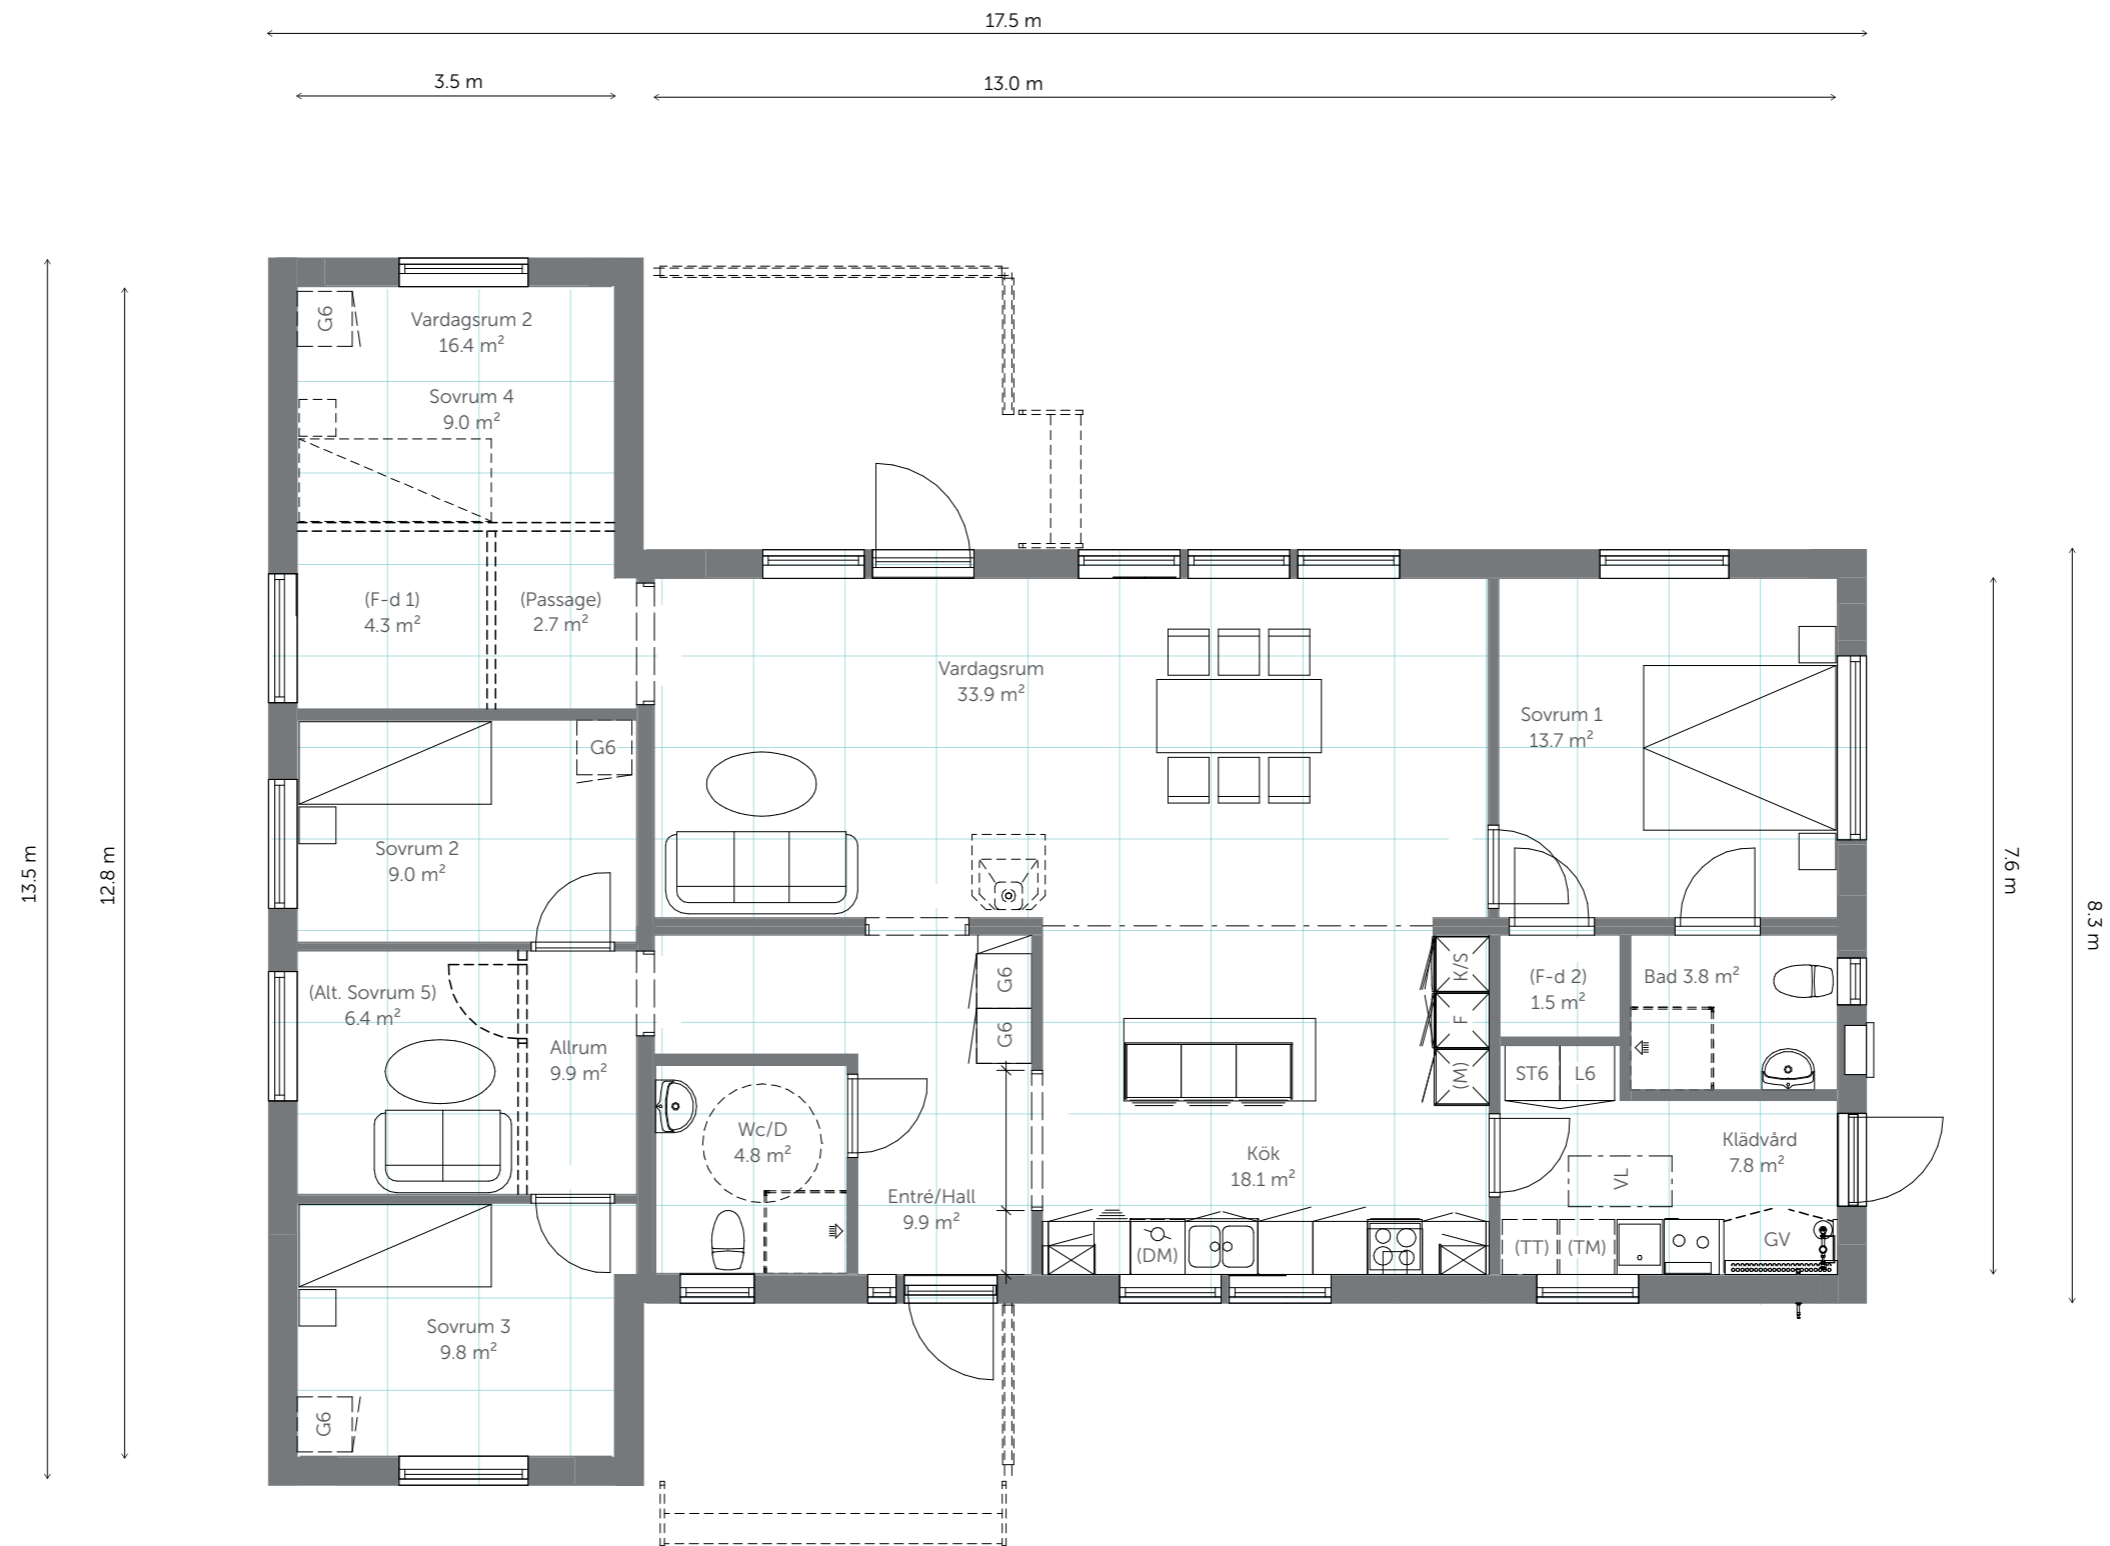 17.5 m
3.5 m
13.0 m
13.5 m
12.8 m
7.6 m
8.3 m
G6
Vardagsrum 2
16.4 m²
Sovrum 4
9.0 m²
(F-d 1)
4.3 m²
(Passage)
2.7 m²
Vardagsrum
33.9 m²
Sovrum 1
13.7 m²
G6
Sovrum 2
9.0 m²
(Alt. Sovrum 5)
6.4 m²
Allrum
9.9 m²
G6
G6
K/S
F
(M)
(F-d 2)
1.5 m²
Bad 3.8 m²
ST6
L6
Wc/D
4.8 m²
Entré/Hall
9.9 m²
Kök
18.1 m²
Klädvård
7.8 m²
VL
(DM)
(TT)
(TM)
GV
Sovrum 3
9.8 m²
G6